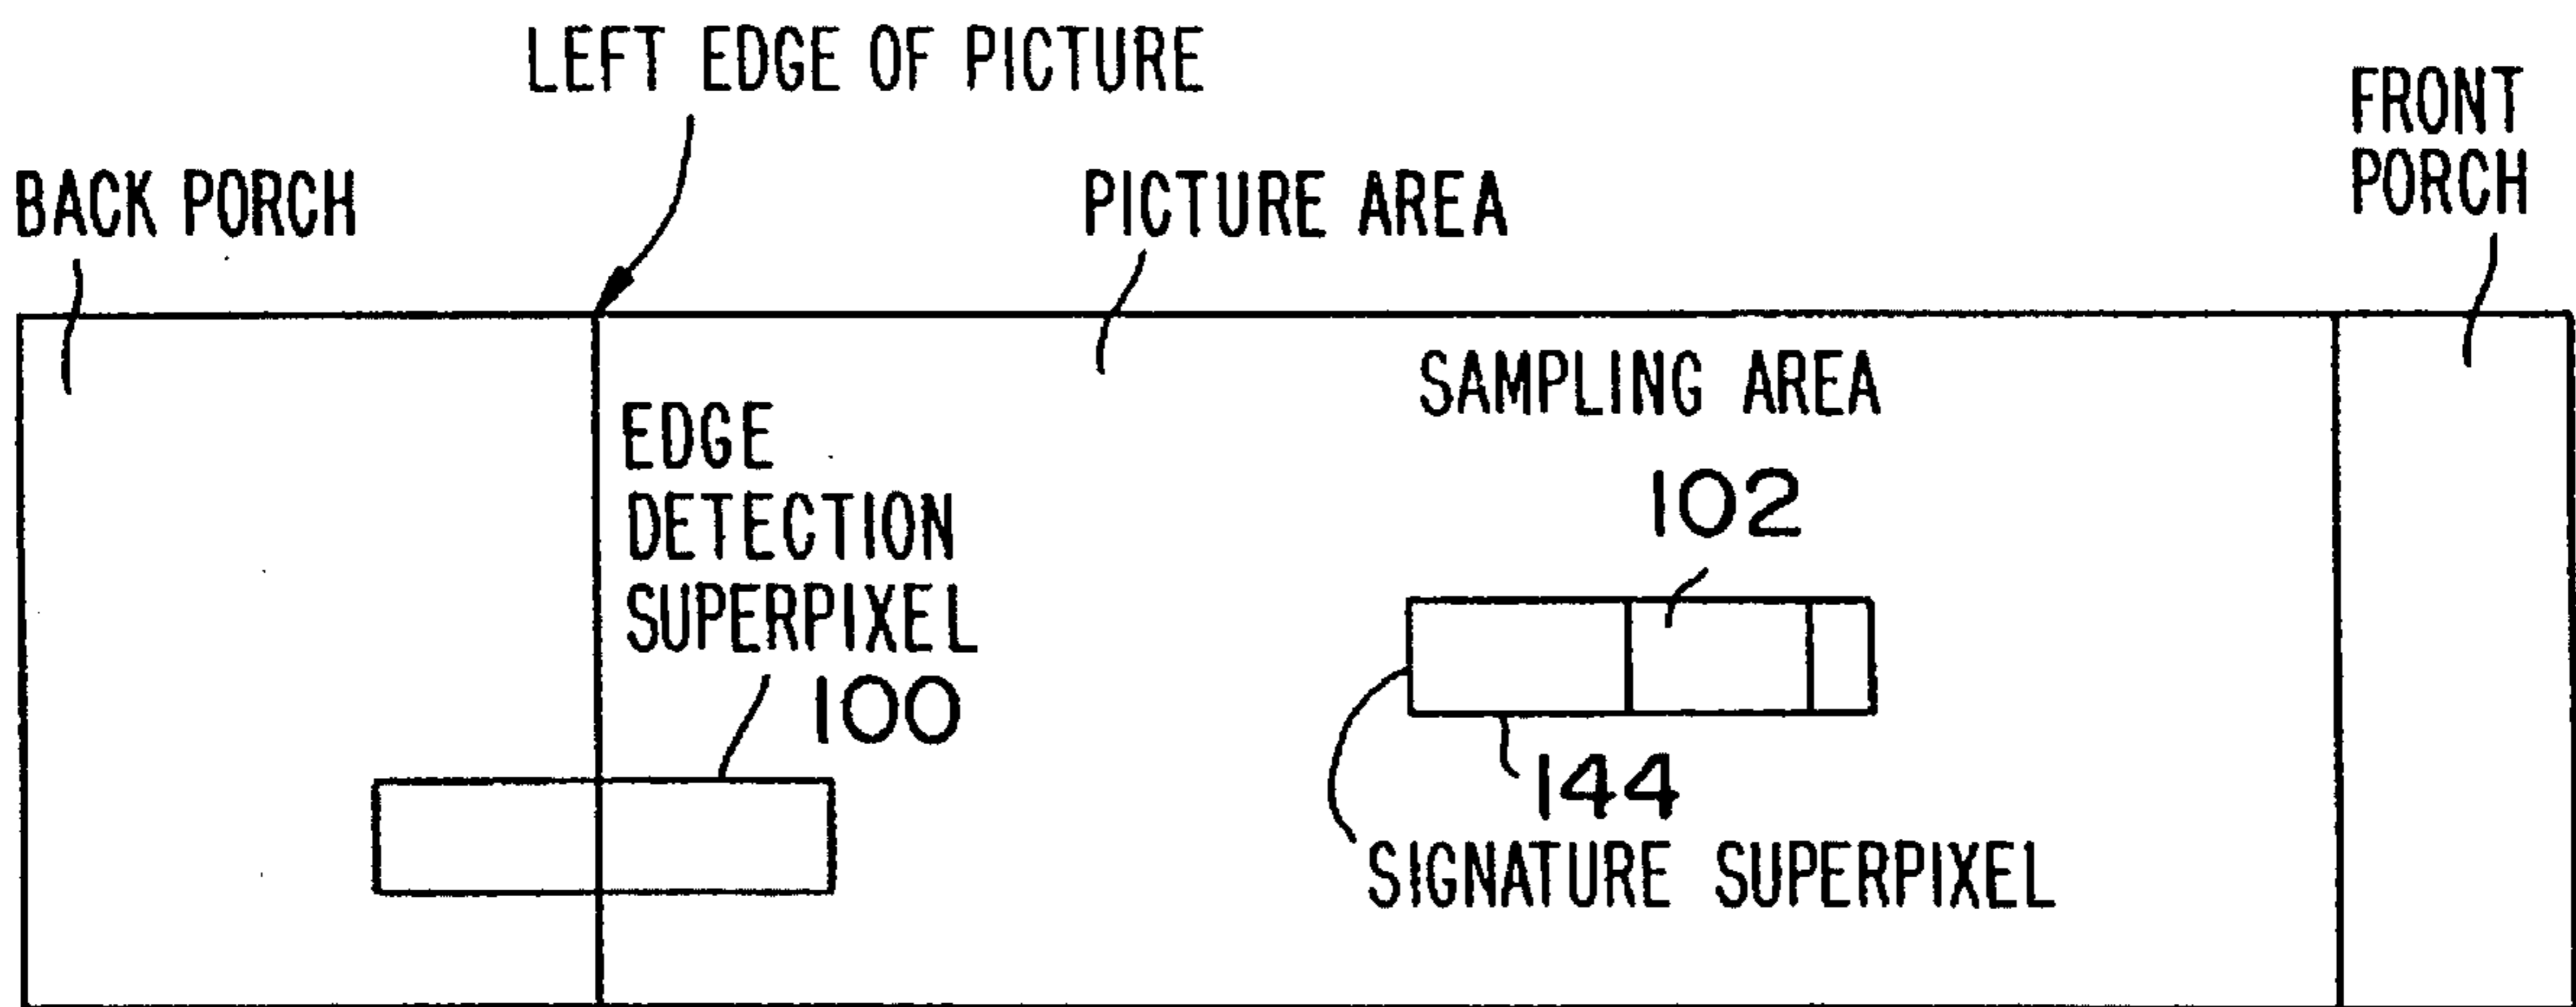 LEFT EDGE OF PICTURE
BACK PORCH
PICTURE AREA
FRONT
PORCH
SAMPLING AREA
102
EDGE
DETECTION
SUPERPIXEL
100
144
SIGNATURE SUPERPIXEL